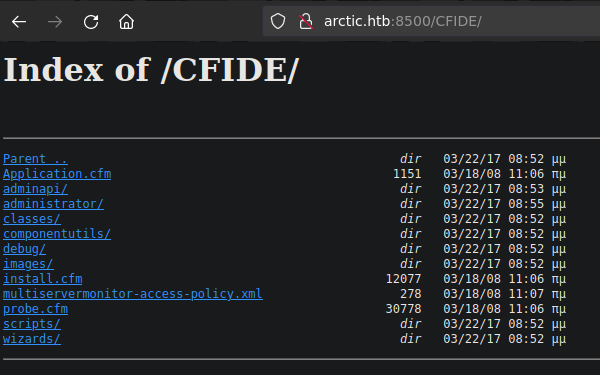 arctic.htb:8500/CFIDE/
Index of /CFIDE/
Parent .. dir 03/22/17 08:52 μμ
Application.cfm 1151 03/18/08 11:06 πμ
adminapi/ dir 03/22/17 08:53 μμ
administrator/ dir 03/22/17 08:55 μμ
classes/ dir 03/22/17 08:52 μμ
componentutils/ dir 03/22/17 08:52 μμ
debug/ dir 03/22/17 08:52 μμ
images/ dir 03/22/17 08:52 μμ
install.cfm 12077 03/18/08 11:06 πμ
multiservermonitor-access-policy.xml 278 03/18/08 11:07 πμ
probe.cfm 30778 03/18/08 11:06 πμ
scripts/ dir 03/22/17 08:52 μμ
wizards/ dir 03/22/17 08:52 μμ